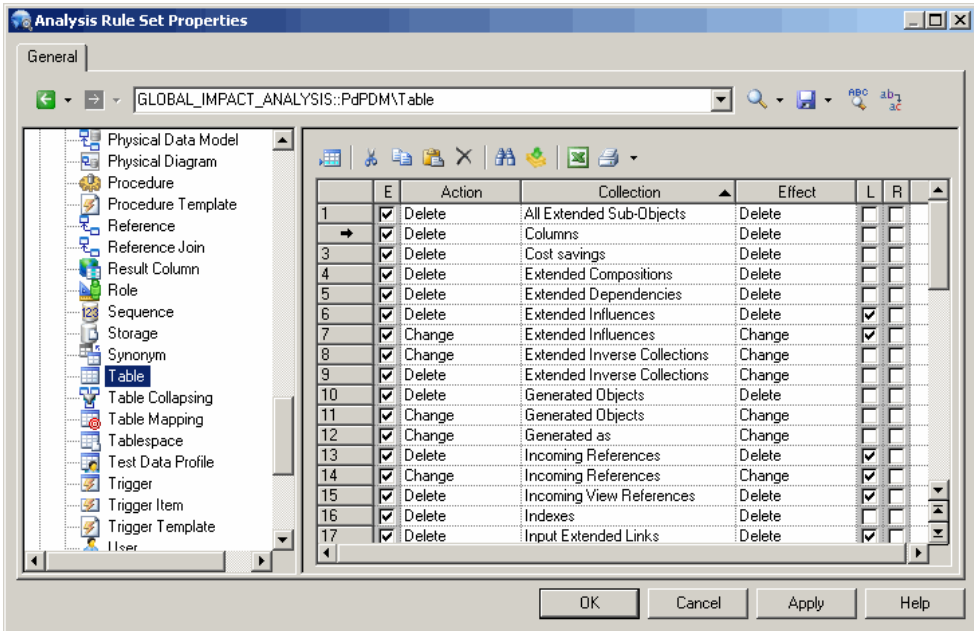 Analysis Rule Set Properties
General
GLOBAL_IMPACT_ANALYSIS::PdPDM\Table
Physical Data Model
Physical Diagram
Procedure
Procedure Template
Reference
Reference Join
Result Column
Role
Sequence
Storage
Synonym
Table
Table Collapsing
Table Mapping
Tablespace
Test Data Profile
Trigger
Trigger Item
Trigger Template
User
E Action Collection Effect L R
1 Delete All Extended Sub-Objects Delete
Delete Columns Delete
3 Delete Cost savings Delete
4 Delete Extended Compositions Delete
5 Delete Extended Dependencies Delete
6 Delete Extended Influences Delete
7 Change Extended Influences Change
8 Change Extended Inverse Collections Change
9 Delete Extended Inverse Collections Change
10 Delete Generated Objects Delete
11 Change Generated Objects Change
12 Change Generated as Change
13 Delete Incoming References Delete
14 Change Incoming References Change
15 Delete Incoming View References Delete
16 Delete Indexes Delete
17 Delete Input Extended Links Delete
OK Cancel Apply Help